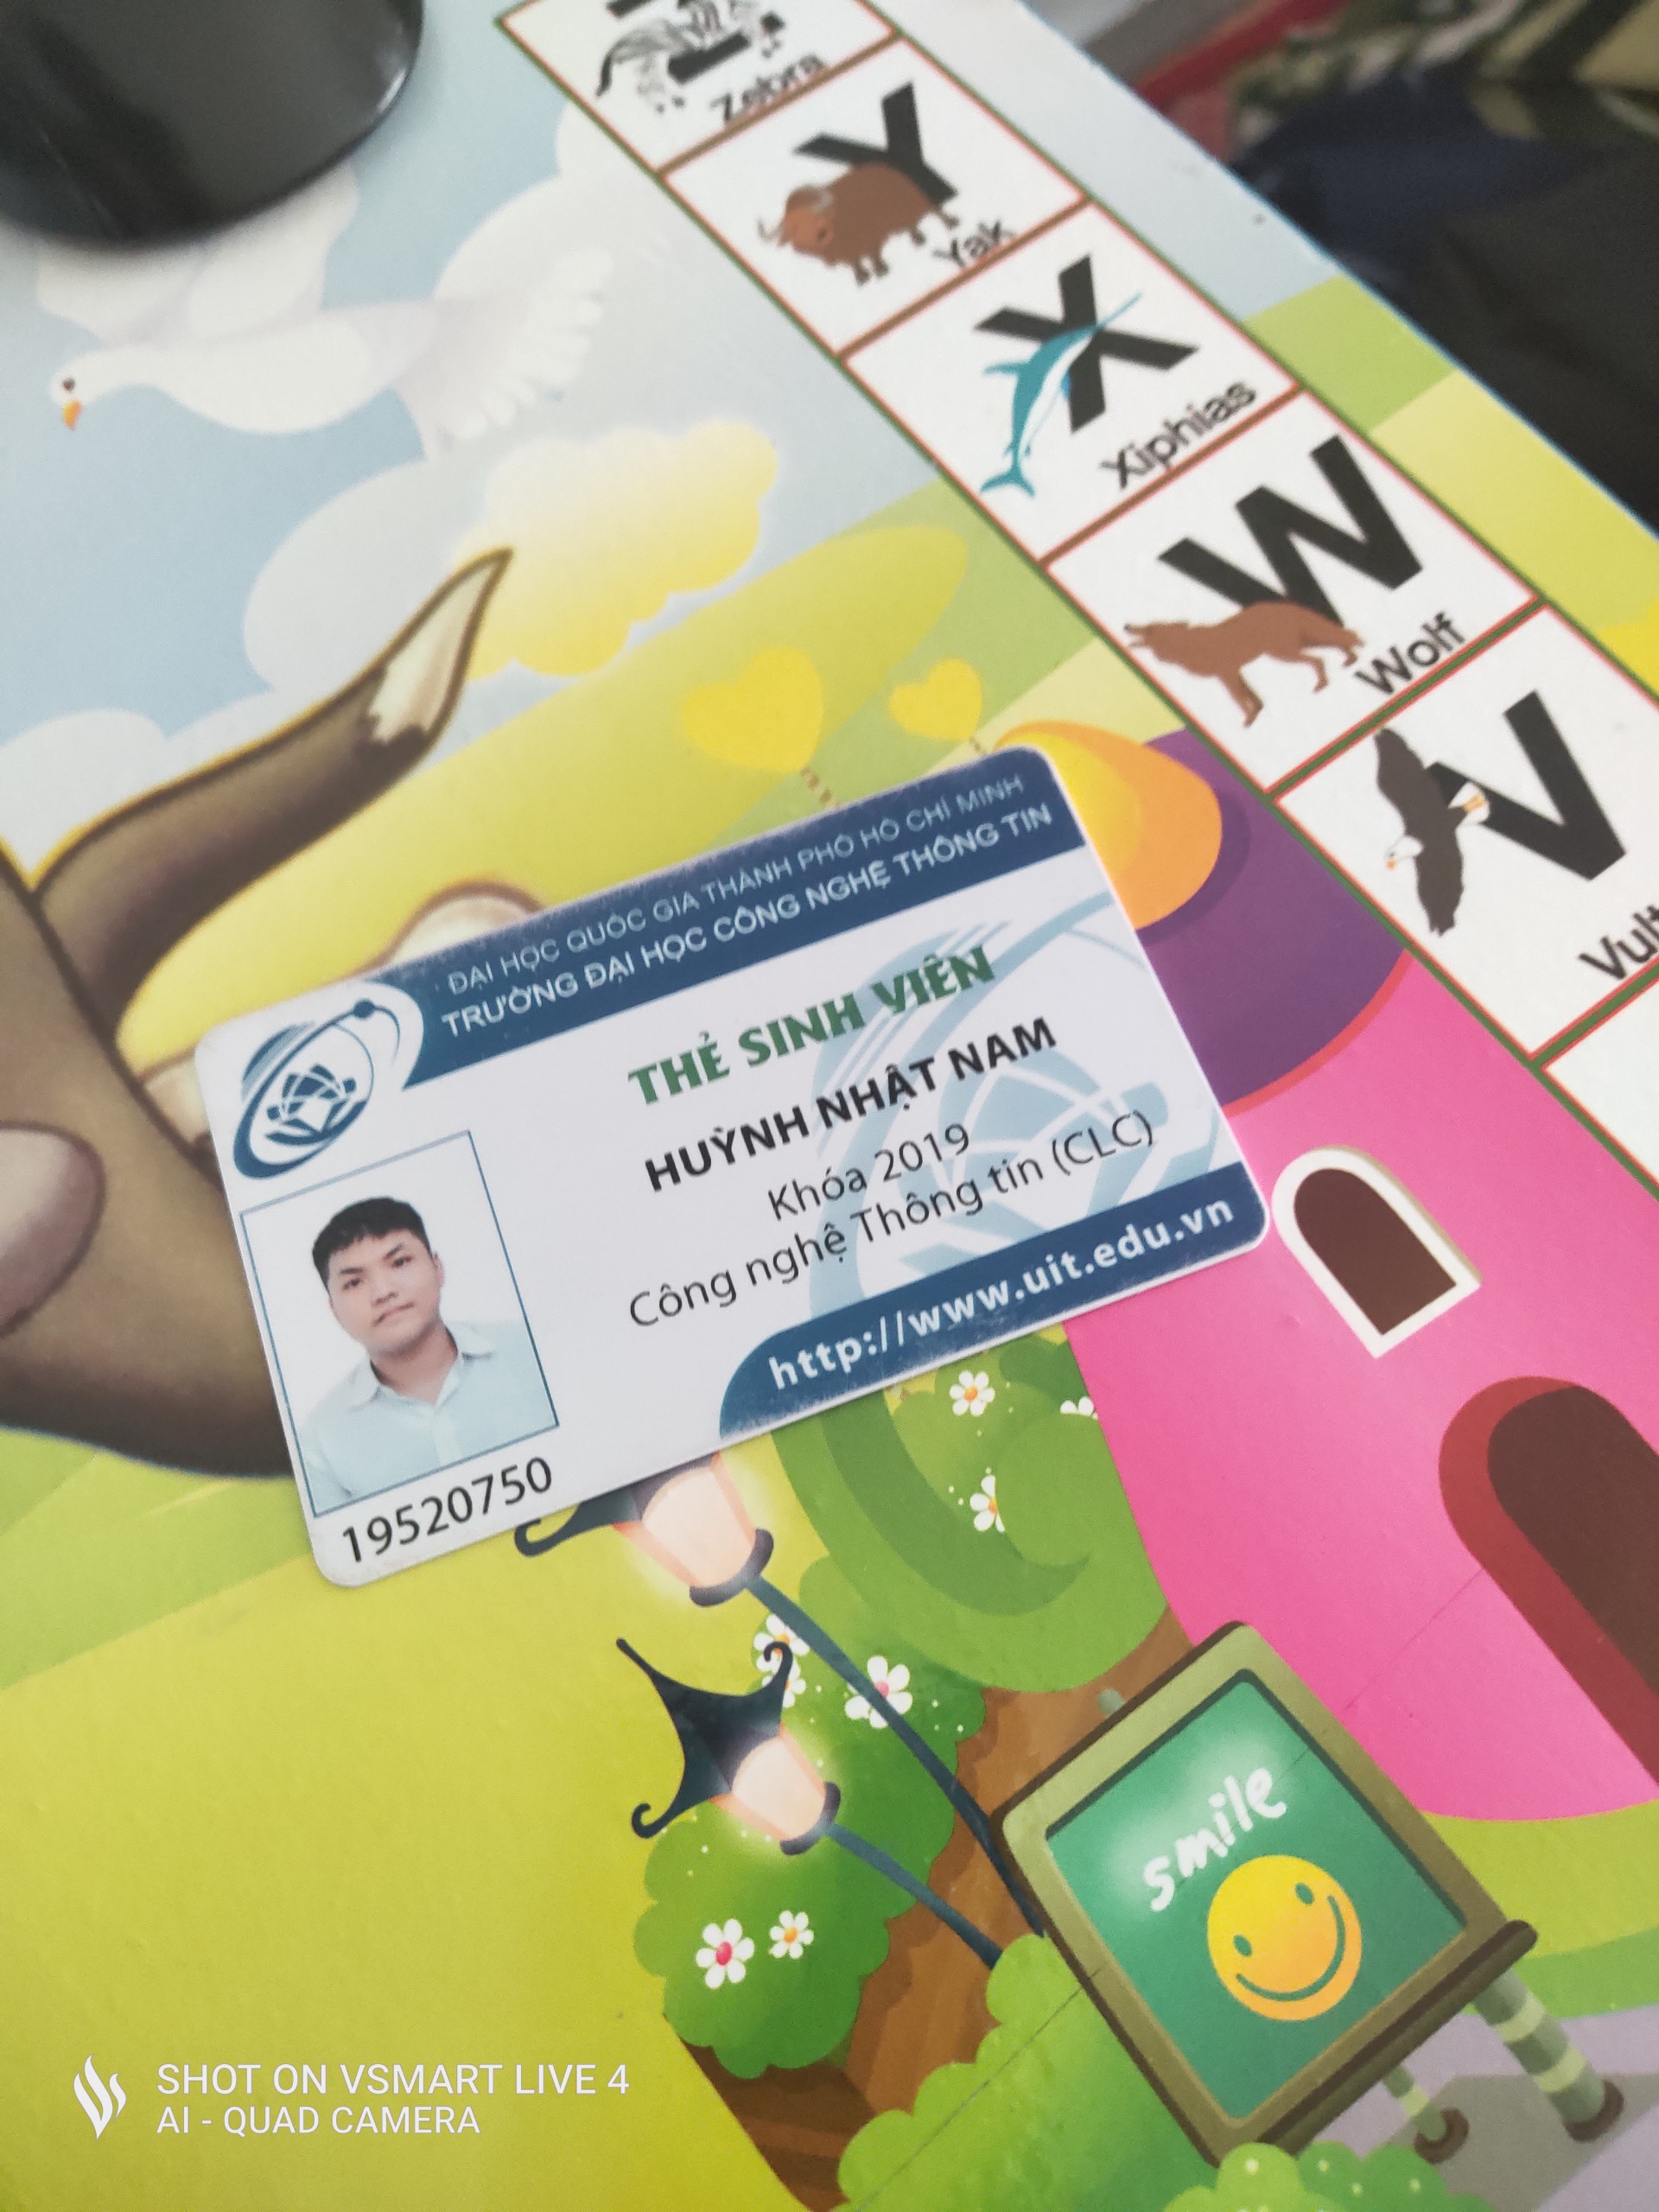 Zebra
Y
Yak
X
Xiphias
W
Wolf
V
ĐẠI HỌC QUỐC GIA THÀNH PHỐ HỒ CHÍ MINH
TRƯỜNG ĐẠI HỌC CÔNG NGHỆ THÔNG TIN
THẺ SINH VIÊN
HUỲNH NHẬT NAM
Khóa 2019
Công nghệ Thông tin (CLC)
http://www.uit.edu.vn
19520750
smile
SHOT ON VSMART LIVE 4
AI - QUAD CAMERA